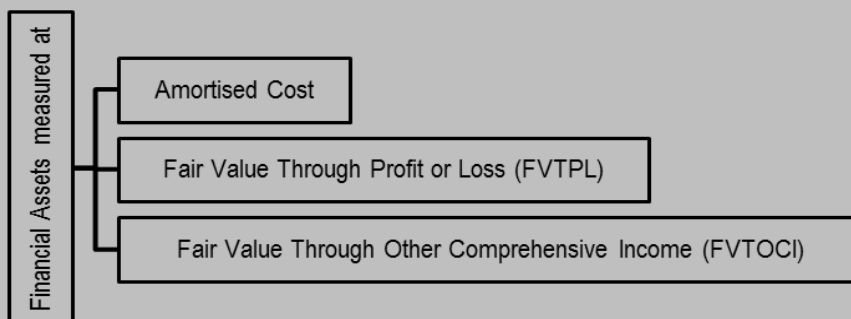 Financial Assets measured at
Amortised Cost
Fair Value Through Profit or Loss (FVTPL)
Fair Value Through Other Comprehensive Income (FVTOCI)